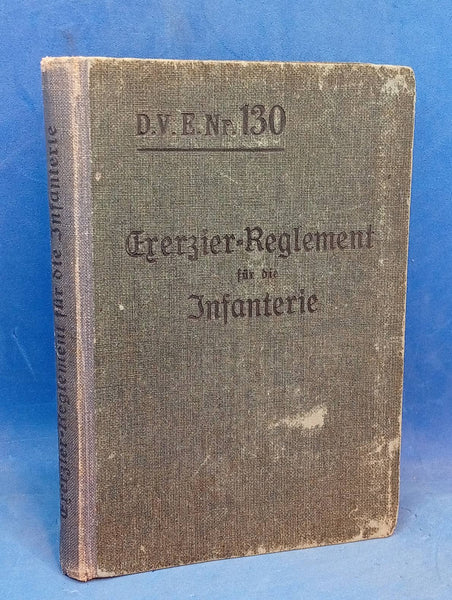 D.V.E.Nr. 130
Exerzier-Reglement
für die
Infanterie
Exerzier-Reglement für die Infanterie